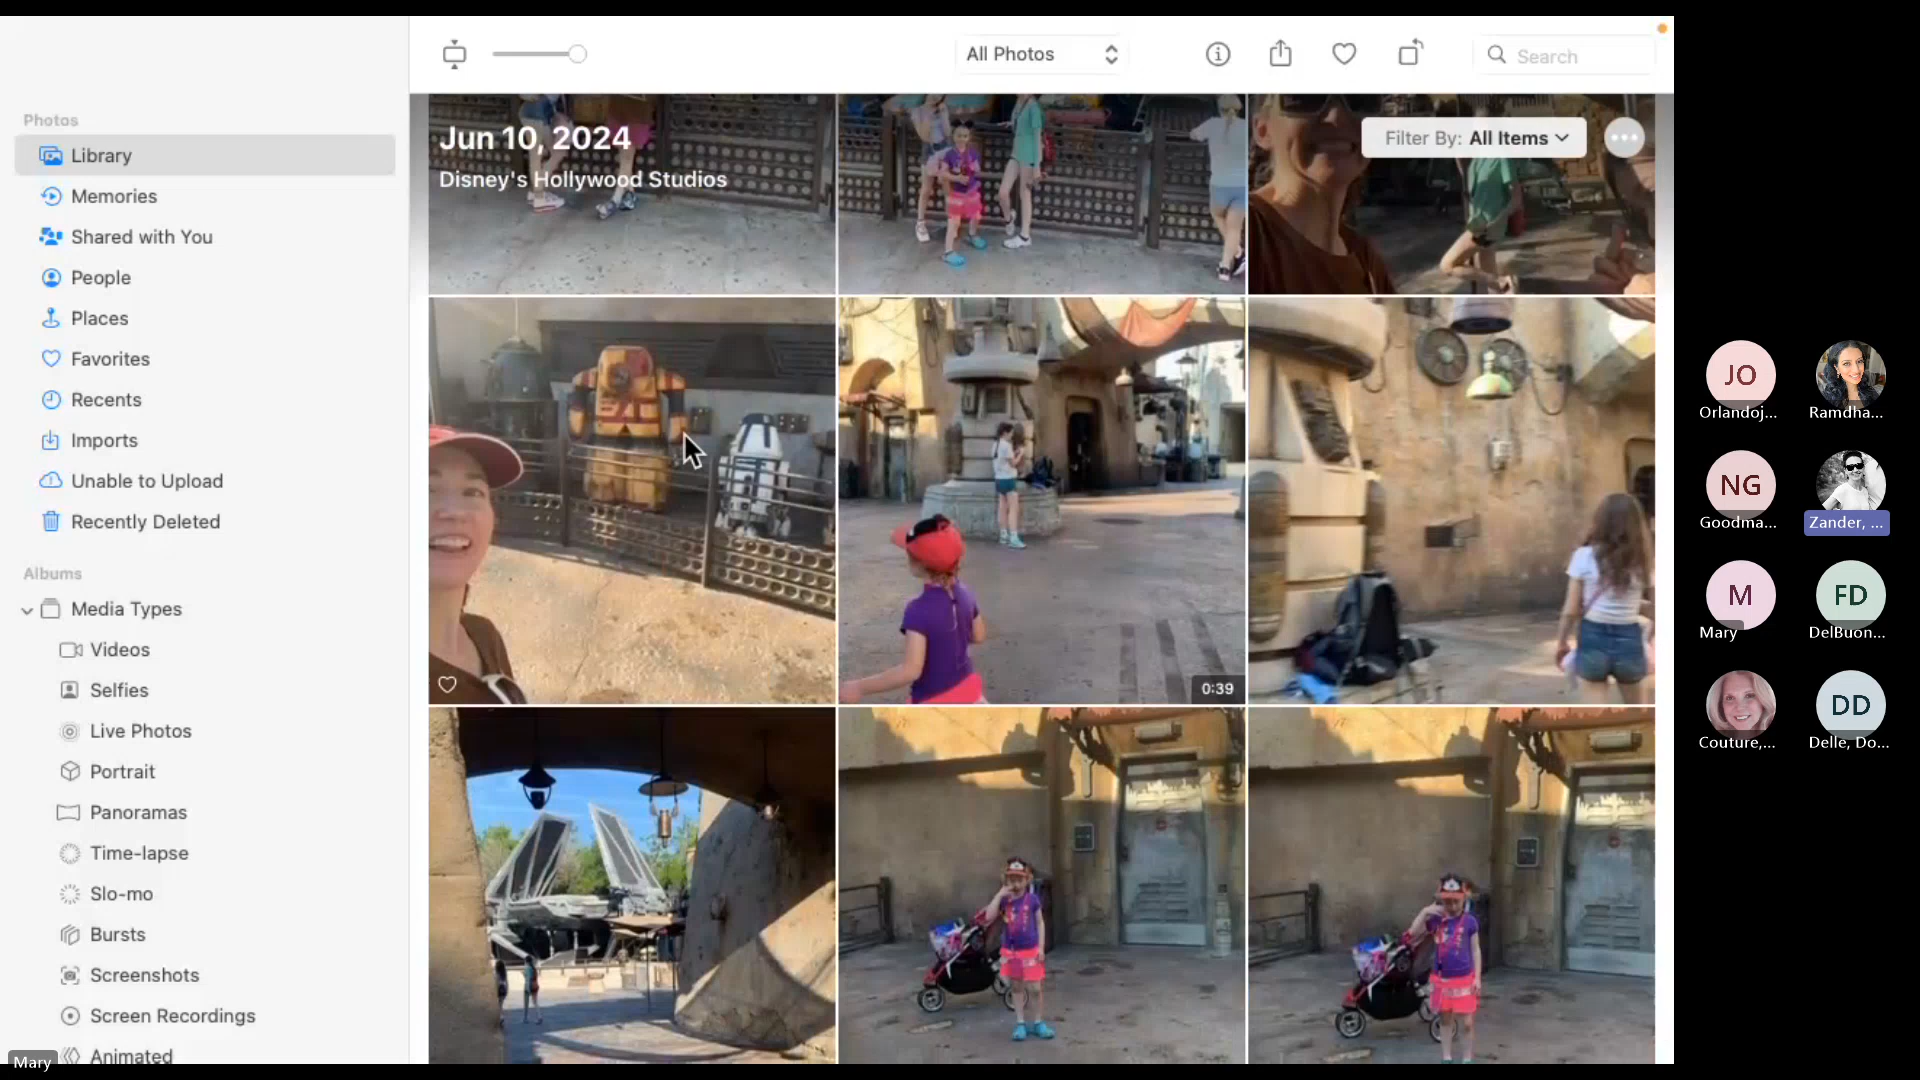 All Photos
Search
Photos
Library
Memories
Shared with You
People
Places
Favorites
Recents
Imports
Unable to Upload
Recently Deleted
Albums
Media Types
Videos
Selfies
Live Photos
Portrait
Panoramas
Time-lapse
Slo-mo
Bursts
Screenshots
Screen Recordings
Animated
Mary
Jun 10, 2024
Disney's Hollywood Studios
Filter By: All Items
0:39
JO
Orlandoj...
Ramdha...
NG
Goodma...
Zander, ...
M
Mary
FD
DelBuon...
Couture,...
DD
Delle, Do...